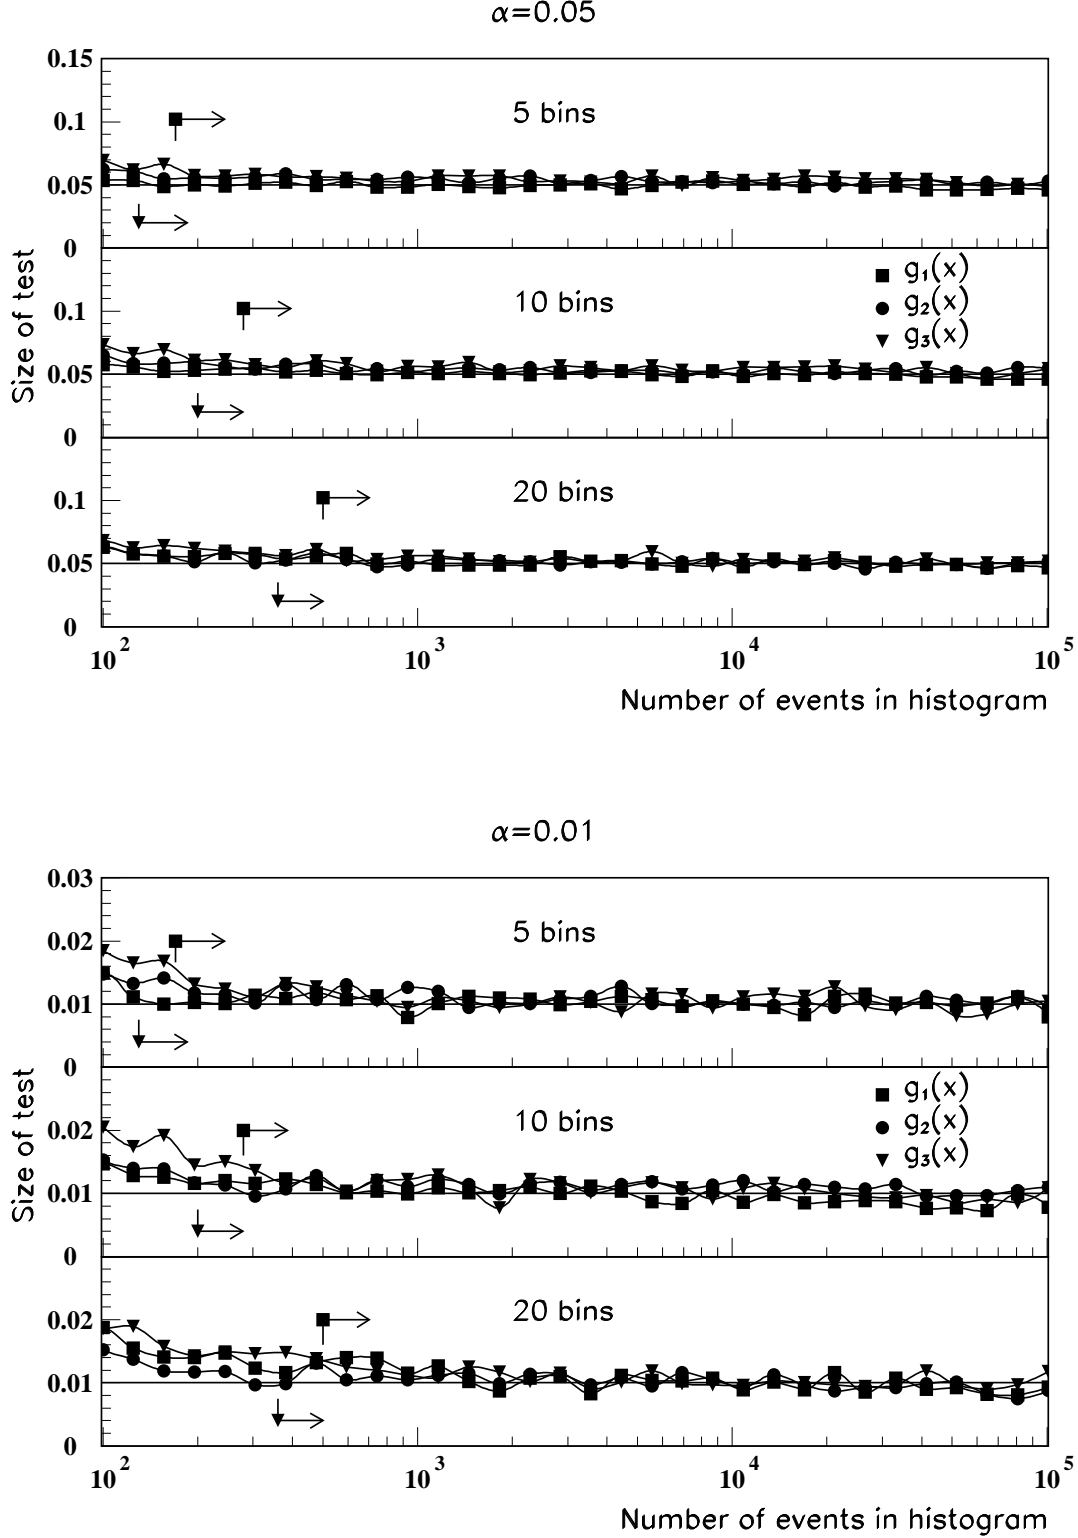 α=0.05
0.15
0.1
5 bins
0.05
0
g₁(x)
10 bins
g₂(x)
0.1
g₃(x)
0.05
0
Size of test
20 bins
0.1
0.05
0
10² 10³ 10⁴ 10⁵
Number of events in histogram
α=0.01
0.03
5 bins
0.02
0.01
0
g₁(x)
10 bins
g₂(x)
0.02
g₃(x)
0.01
0
Size of test
20 bins
0.02
0.01
0
10² 10³ 10⁴ 10⁵
Number of events in histogram